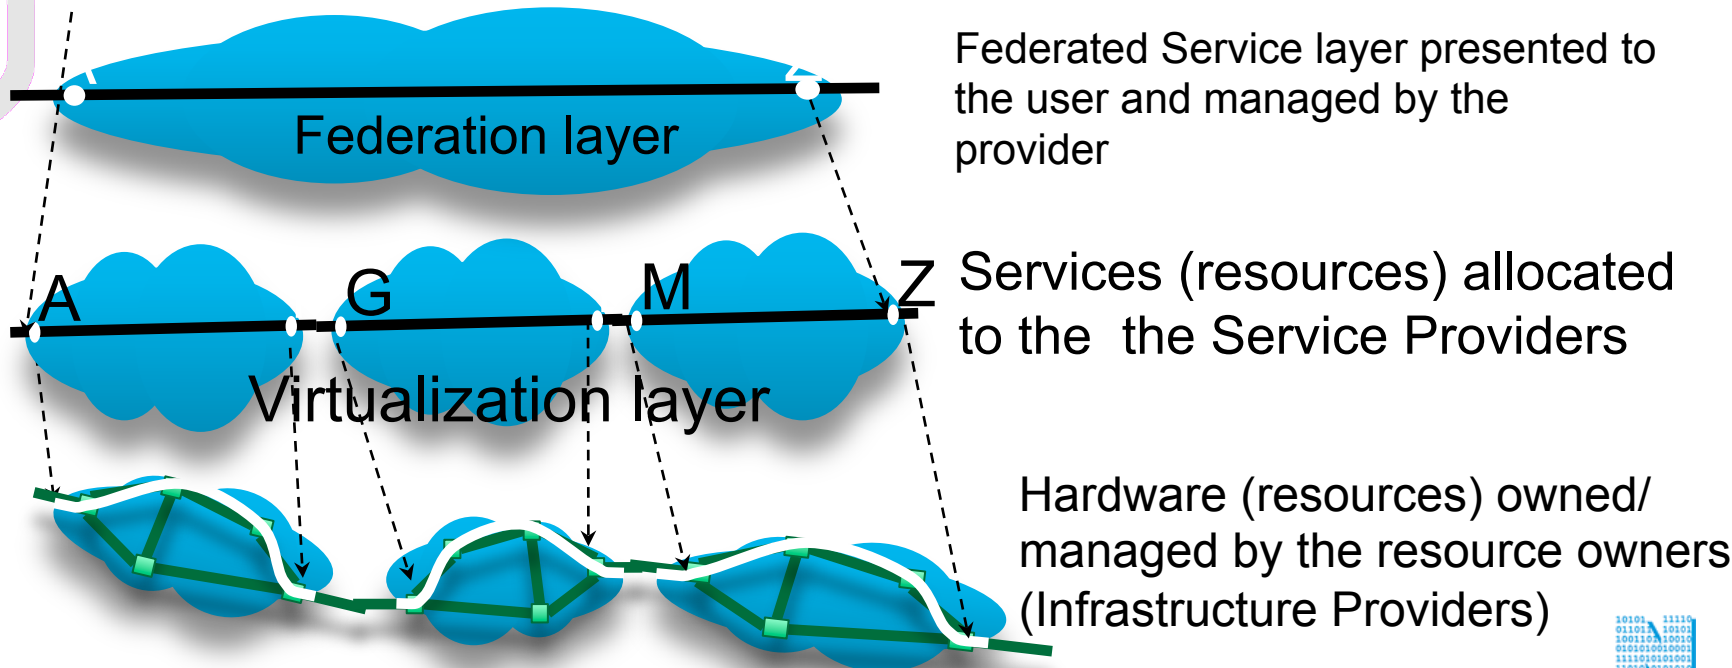 Federated Service layer presented to
the user and managed by the
provider
Federation layer
A
G
M
Z
Services (resources) allocated
to the the Service Providers
Virtualization layer
Hardware (resources) owned/
managed by the resource owners
(Infrastructure Providers)